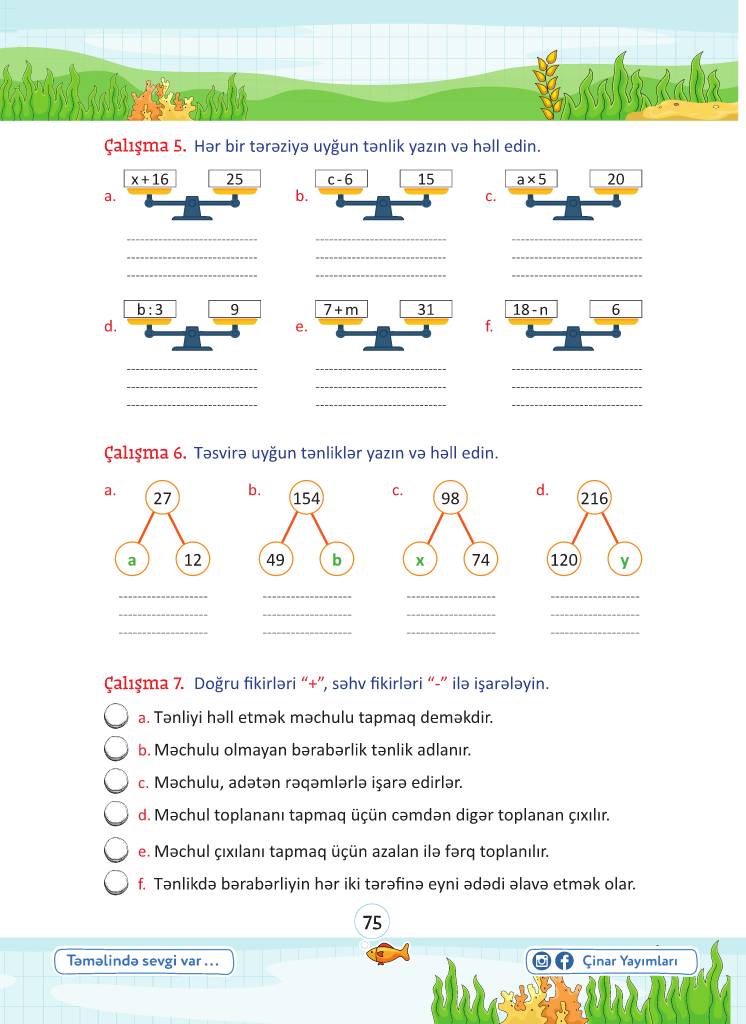 Çalışma 5. Hər bir tərəziyə uyğun tənlik yazın və həll edin.
a. x + 16 25
b. c - 6 15
c. a × 5 20
d. b : 3 9
e. 7 + m 31
f. 18 - n 6
Çalışma 6. Təsvirə uyğun tənliklər yazın və həll edin.
a. 27
a 12
b. 154
49 b
c. 98
x 74
d. 216
120 y
Çalışma 7. Doğru fikirləri “+”, səhv fikirləri “-” ilə işarələyin.
a. Tənliyi həll etmək məchulu tapmaq deməkdir.
b. Məchulu olmayan bərabərlik tənlik adlanır.
c. Məchulu, adətən rəqəmlərlə işarə edirlər.
d. Məchul toplananı tapmaq üçün cəmdən digər toplanan çıxılır.
e. Məchul çıxılanı tapmaq üçün azalan ilə fərq toplanılır.
f. Tənlikdə bərabərliyin hər iki tərəfinə eyni ədədi əlavə etmək olar.
75
Təməlində sevgi var ...
Çinar Yayımları